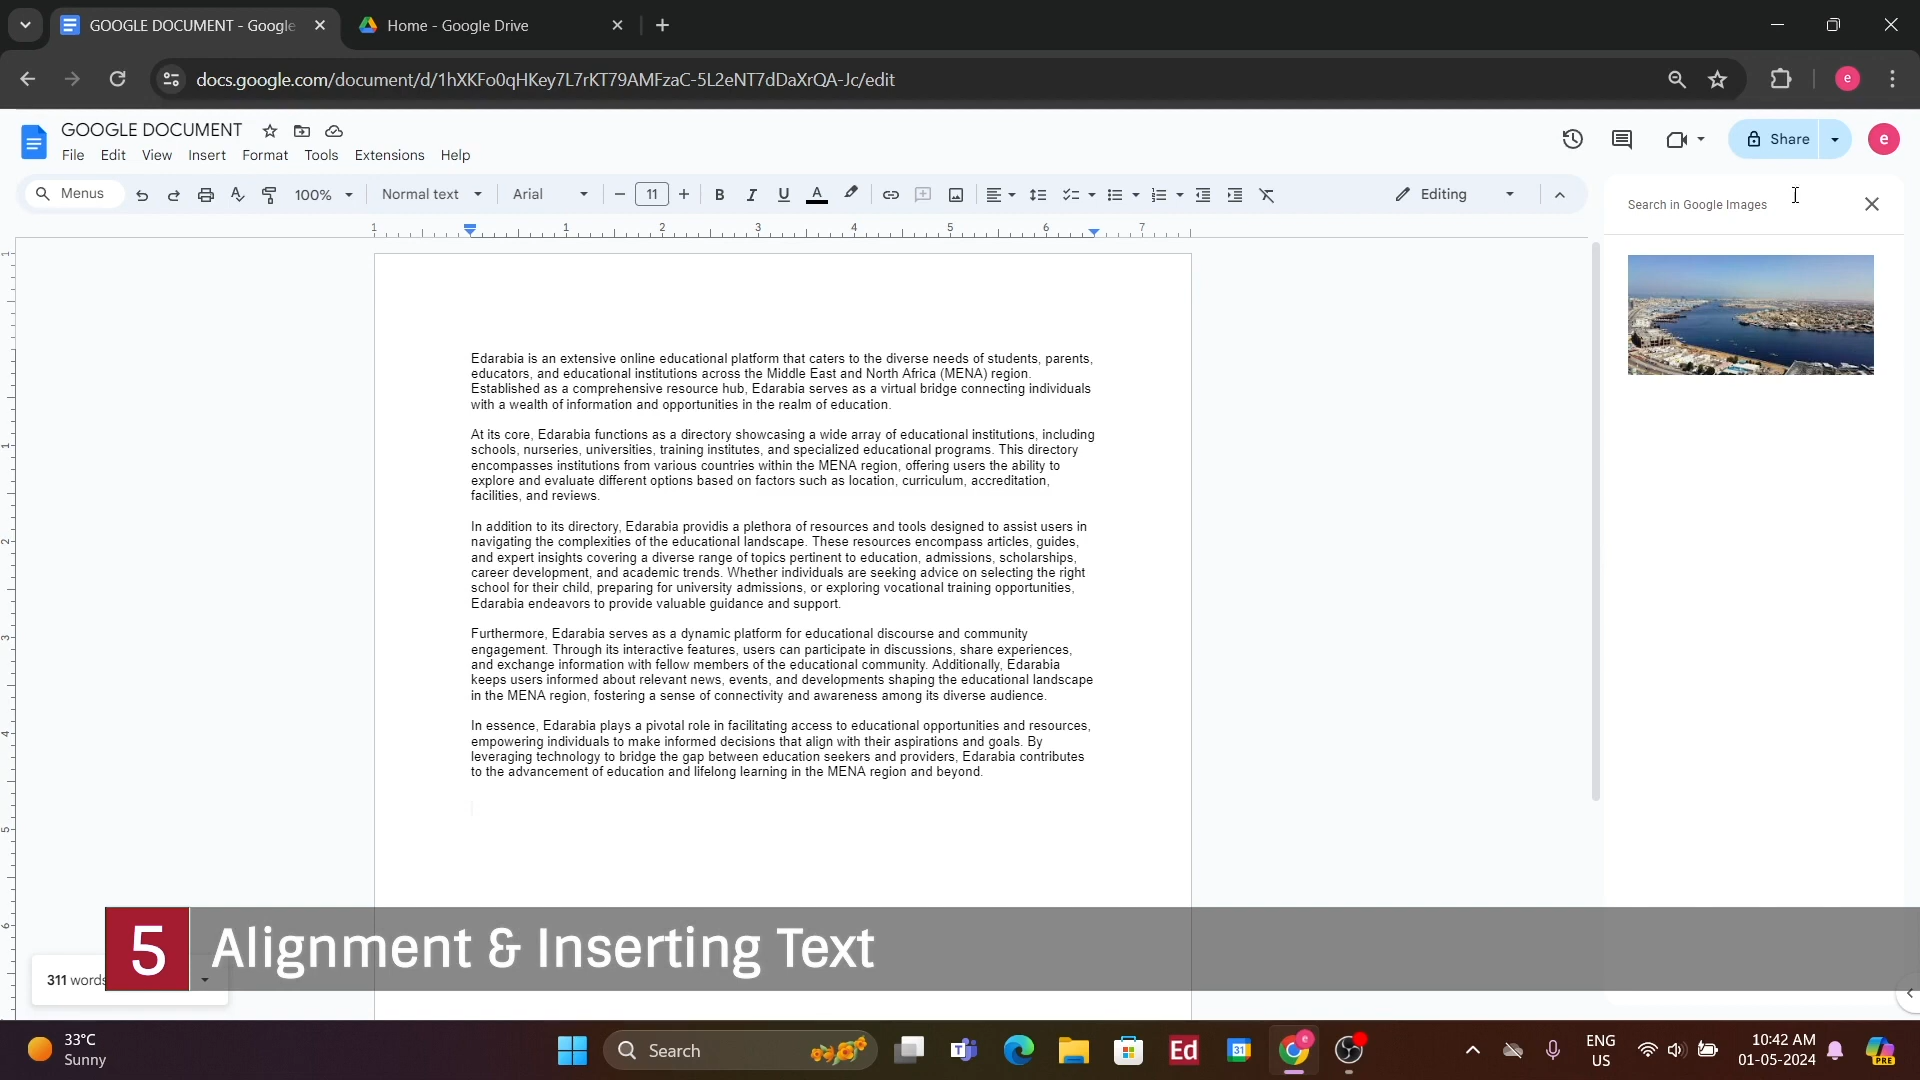 GOOGLE DOCUMENT - Google
Home - Google Drive
docs.google.com/document/d/1hXKFo0qHKey7L7rKT79AMFzaC-5L2eNT7dDaXrQA-Jc/edit
e
GOOGLE DOCUMENT
File Edit View Insert Format Tools Extensions Help
Share
e
Menus
100%
Normal text
Arial
11
B I U A
Editing
Search in Google Images
1 1 2 3 4 5 6 7
1
1
2
3
4
5
6
Edarabia is an extensive online educational platform that caters to the diverse needs of students, parents,
educators, and educational institutions across the Middle East and North Africa (MENA) region.
Established as a comprehensive resource hub, Edarabia serves as a virtual bridge connecting individuals
with a wealth of information and opportunities in the realm of education.
At its core, Edarabia functions as a directory showcasing a wide array of educational institutions, including
schools, nurseries, universities, training institutes, and specialized educational programs. This directory
encompasses institutions from various countries within the MENA region, offering users the ability to
explore and evaluate different options based on factors such as location, curriculum, accreditation,
facilities, and reviews.
In addition to its directory, Edarabia providis a plethora of resources and tools designed to assist users in
navigating the complexities of the educational landscape. These resources encompass articles, guides,
and expert insights covering a diverse range of topics pertinent to education, admissions, scholarships,
career development, and academic trends. Whether individuals are seeking advice on selecting the right
school for their child, preparing for university admissions, or exploring vocational training opportunities,
Edarabia endeavors to provide valuable guidance and support.
Furthermore, Edarabia serves as a dynamic platform for educational discourse and community
engagement. Through its interactive features, users can participate in discussions, share experiences,
and exchange information with fellow members of the educational community. Additionally, Edarabia
keeps users informed about relevant news, events, and developments shaping the educational landscape
in the MENA region, fostering a sense of connectivity and awareness among its diverse audience.
In essence, Edarabia plays a pivotal role in facilitating access to educational opportunities and resources,
empowering individuals to make informed decisions that align with their aspirations and goals. By
leveraging technology to bridge the gap between education seekers and providers, Edarabia contributes
to the advancement of education and lifelong learning in the MENA region and beyond.
5 Alignment & Inserting Text
311 words
33°C
Sunny
Search
Ed
31
e
ENG
US
10:42 AM
01-05-2024
PRE